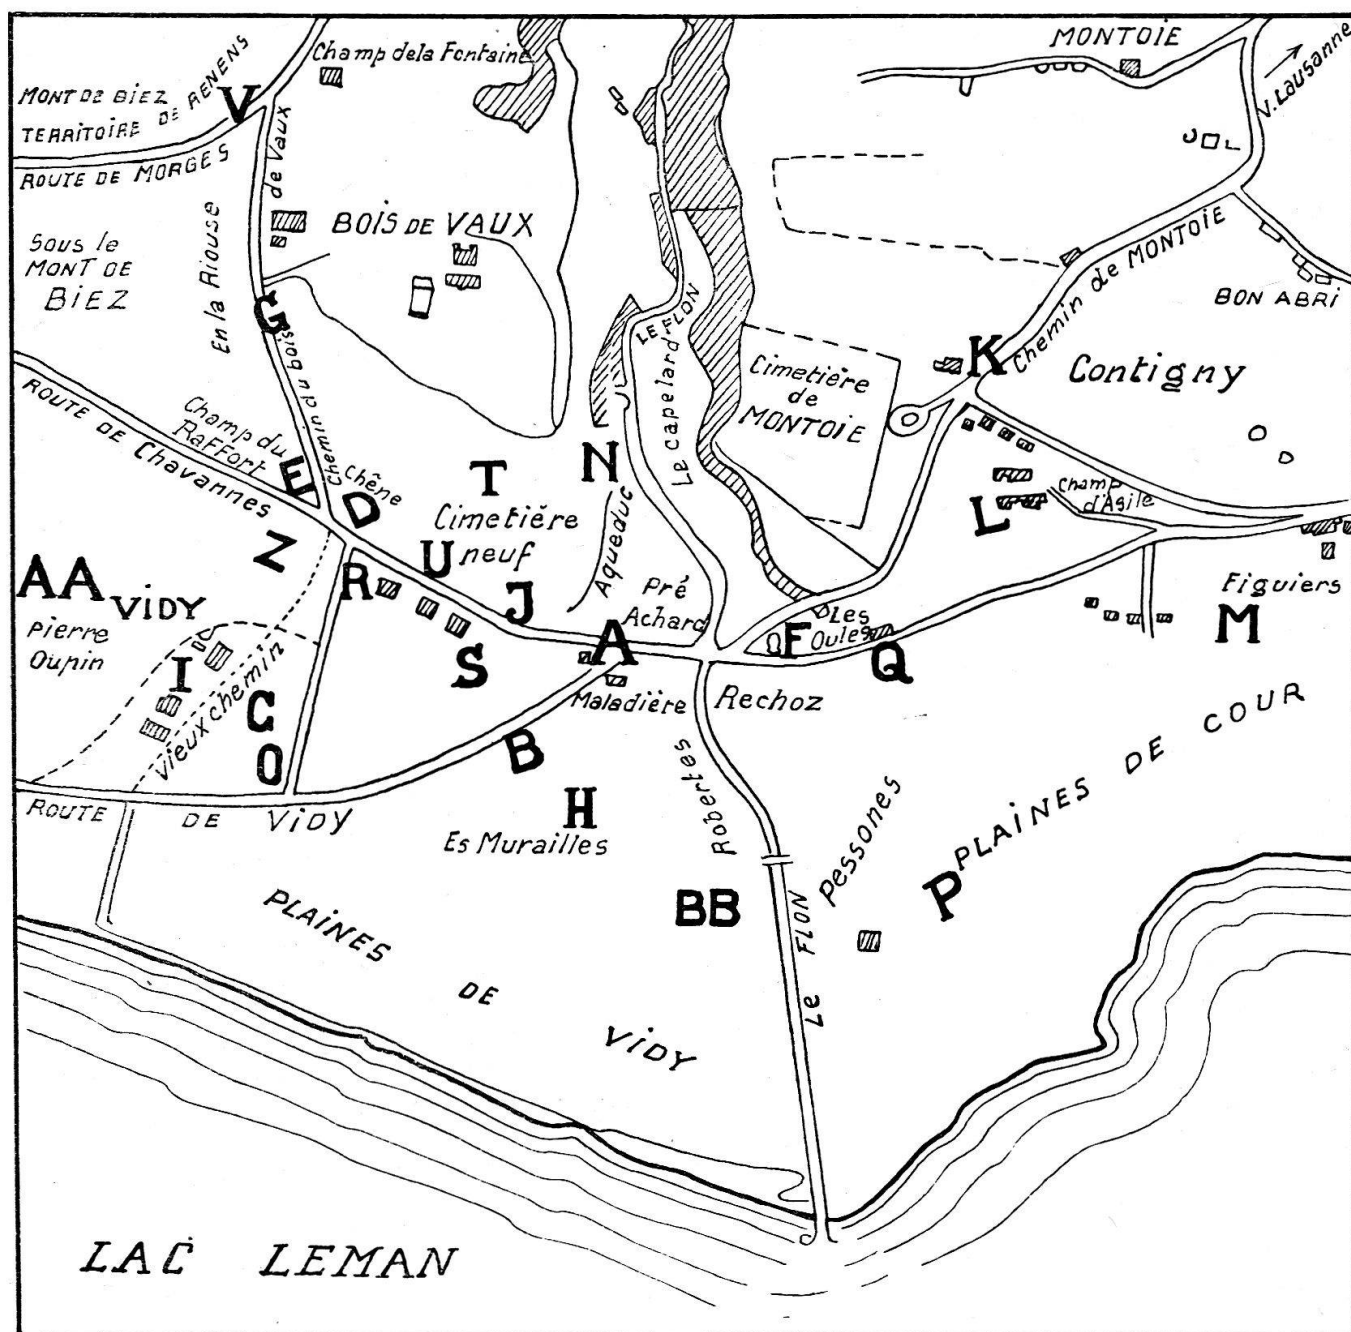 Champ de la Fontaine
MONTOIE
V. Lausanne
MONT DE BIEZ
TERRITOIRE DE RENENS
V
ROUTE DE MORGES
de Vaux
BOIS DE VAUX
Sous le
MONT DE
BIEZ
En la Riouse
G
Chemin du bois
LE FLON
Le Capelard
Cimetière
de
MONTOIE
K
Chemin de MONTOIE
BON ABRI
Contigny
ROUTE DE Chavannes
Champ du
Raffort
E
D
Chêne
T
Cimetière
neuf
U
N
Aqueduc
L
Champ
d'Asile
Z
AA
VIDY
Pierre
Oupin
R
J
Pré
Achard
A
F
Les
Oules
Q
Figuiers
M
I
Vieux chemin
C
O
S
Maladière
Rechoz
B
H
Es Murailles
Robertes
ROUTE DE VIDY
Pessones
P
PLAINES DE COUR
BB
PLAINES
DE
VIDY
LE FLON
LAC LEMAN